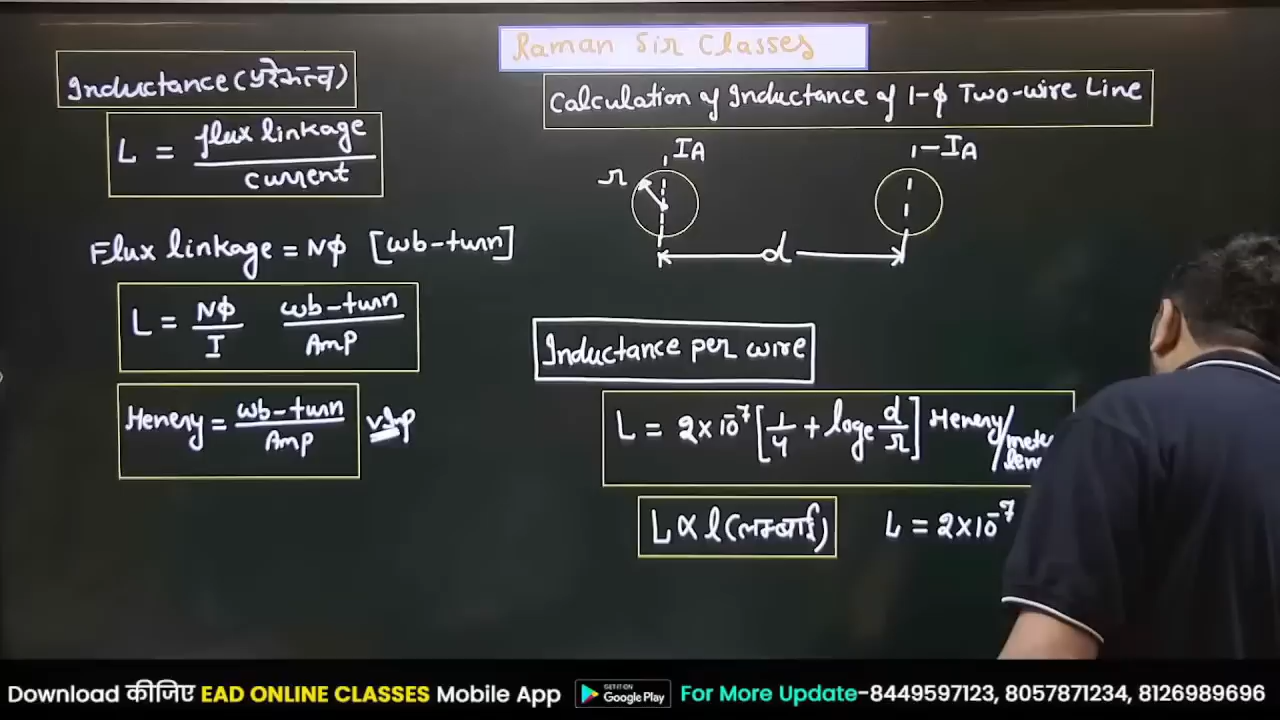 Raman Sir Classes
Inductance (प्रेरकत्व)
L = flux linkage / current
Flux linkage = Nϕ [wb-turn]
L = Nϕ / I wb-turn / Amp
Henery = wb-turn / Amp
Calculation of Inductance of 1-ϕ Two-wire Line
IA
-IA
r
d
Inductance per wire
L = 2×10⁻⁷ [1/4 + loge d/r] Henery/
L ∝ l (लम्बाई)
L = 2×10⁻⁷
Download कीजिए EAD ONLINE CLASSES Mobile App
GET IT ON
Google Play
For More Update-8449597123, 8057871234, 8126989696